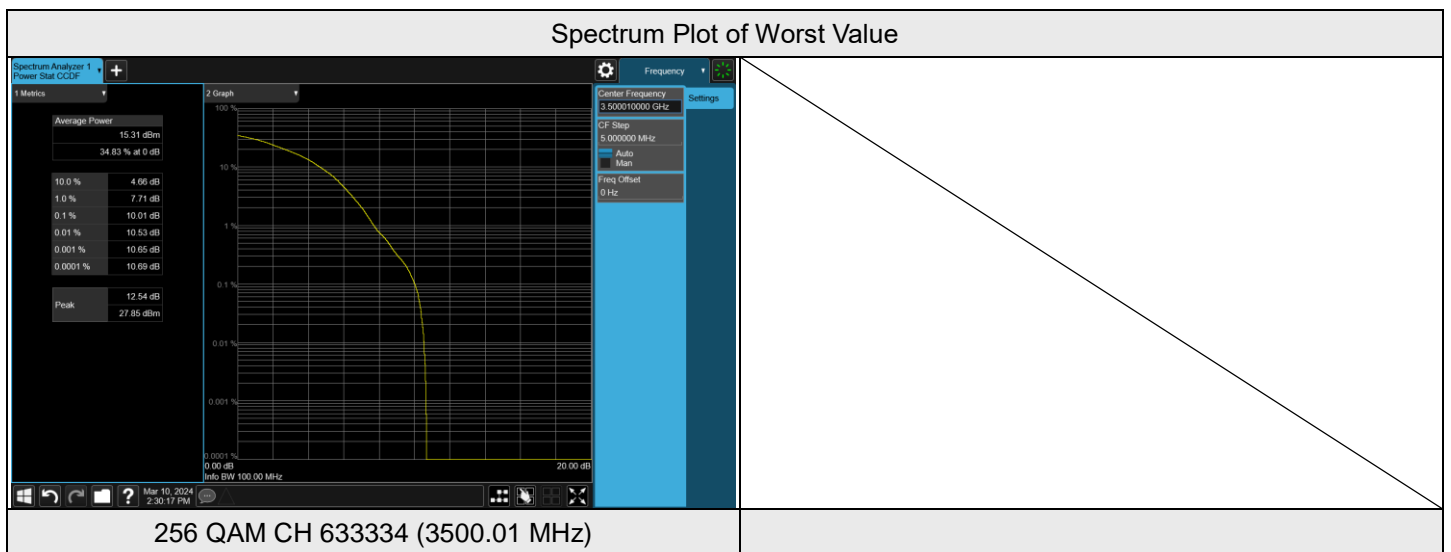 Spectrum Plot of Worst Value
Spectrum Analyzer 1
Power Stat CCDF
+
Frequency
1 Metrics
Average Power
15.31 dBm
34.83 % at 0 dB
10.0 % 4.66 dB
1.0 % 7.71 dB
0.1 % 10.01 dB
0.01 % 10.53 dB
0.001 % 10.65 dB
0.0001 % 10.69 dB
Peak
12.54 dB
27.85 dBm
2 Graph
100 %
10 %
1 %
0.1 %
0.01 %
0.001 %
0.0001 %
0.00 dB 20.00 dB
Info BW 100.00 MHz
Center Frequency
3.500010000 GHz
Settings
CF Step
5.000000 MHz
Auto
Man
Freq Offset
0 Hz
?
Mar 10, 2024
2:30:17 PM
256 QAM CH 633334 (3500.01 MHz)